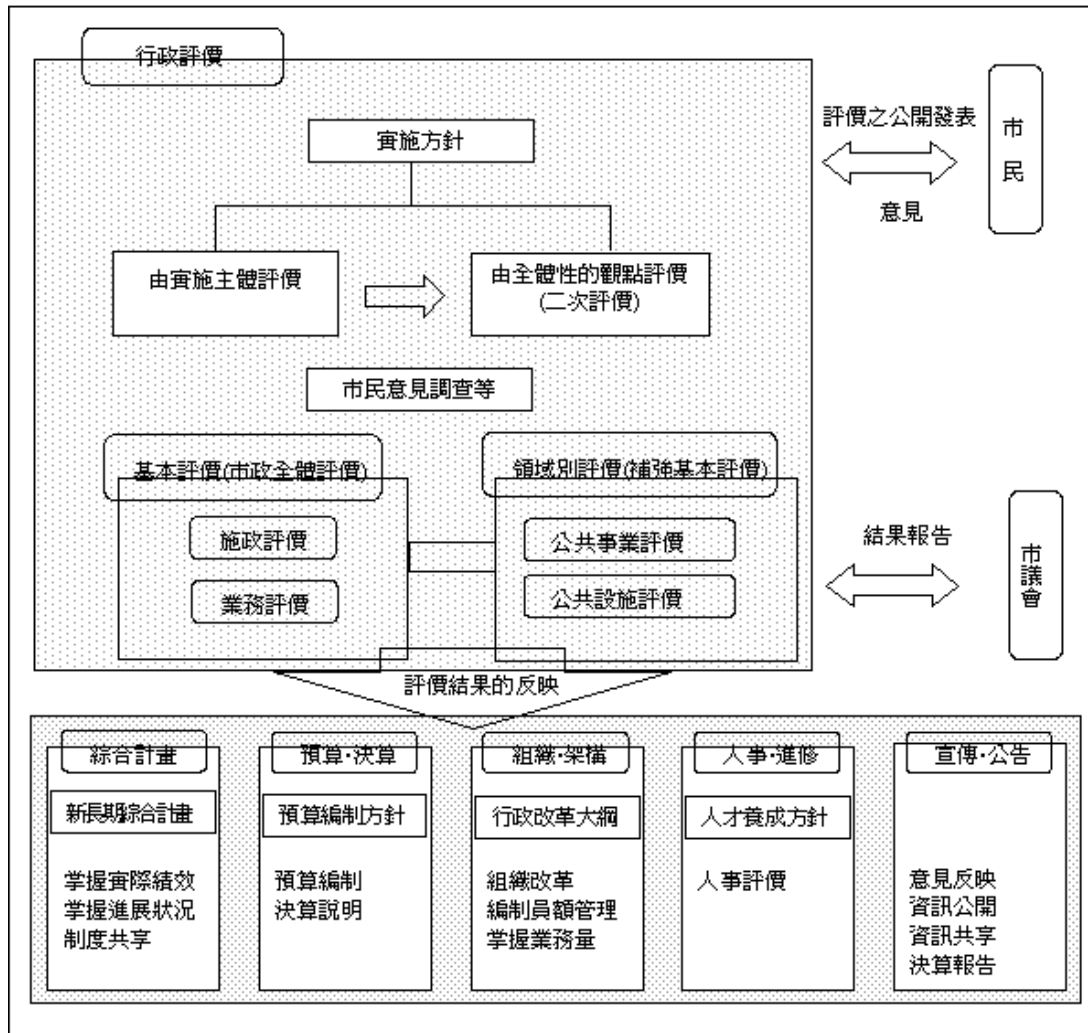 行政評價
實施方針
由實施主體評價
由全體性的觀點評價
(二次評價)
市民意見調查等
基本評價(市政全體評價)
施政評價
業務評價
領域別評價(補強基本評價)
公共事業評價
公共設施評價
評價之公開發表
意見
市民
結果報告
市議會
評價結果的反映
綜合計畫
新長期綜合計畫
掌握實際績效
掌握進展狀況
制度共享
預算·決算
預算編制方針
預算編制
決算說明
組織·架構
行政改革大綱
組織改革
編制員額管理
掌握業務量
人事·進修
人才養成方針
人事評價
宣傳·公告
意見反映
資訊公開
資訊共享
決算報告